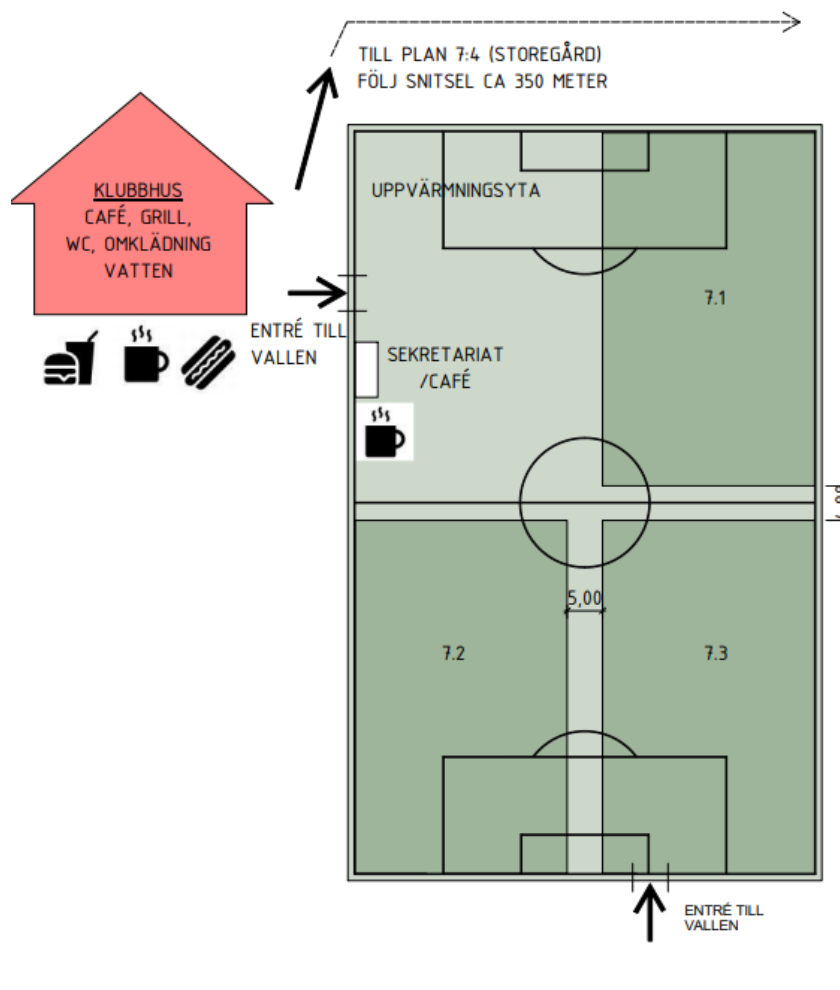 TILL PLAN 7:4 (STOREGÅRD)
FÖLJ SNITSEL CA 350 METER
KLUBBHUS
CAFÉ, GRILL,
WC, OMKLÄDNING
VATTEN
UPPVÄRMNINGSYTA
7.1
ENTRÉ TILL
VALLEN
SEKRETARIAT
/CAFÉ
5,00
7.2
7.3
ENTRÉ TILL
VALLEN